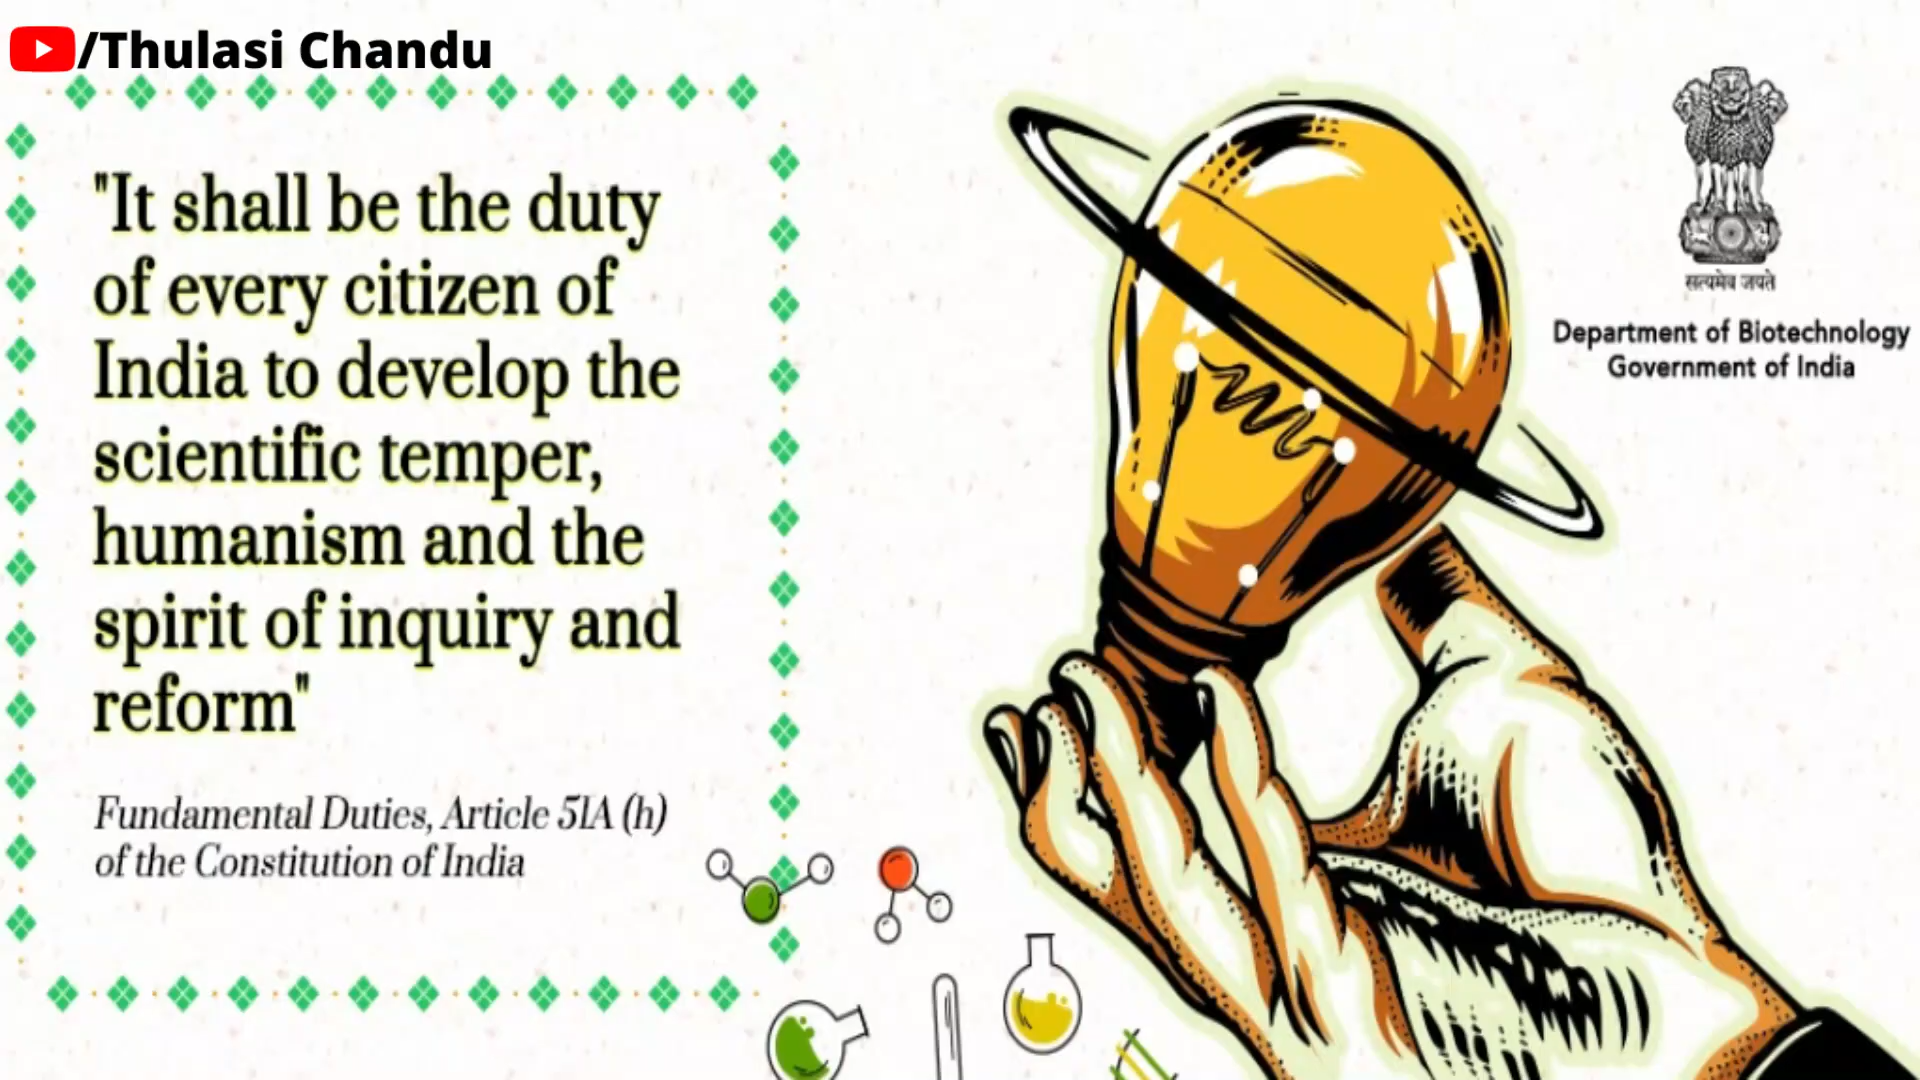 /Thulasi Chandu
"It shall be the duty
of every citizen of
India to develop the
scientific temper,
humanism and the
spirit of inquiry and
reform"
Fundamental Duties, Article 51A (h)
of the Constitution of India
सत्यमेव जयते
Department of Biotechnology
Government of India